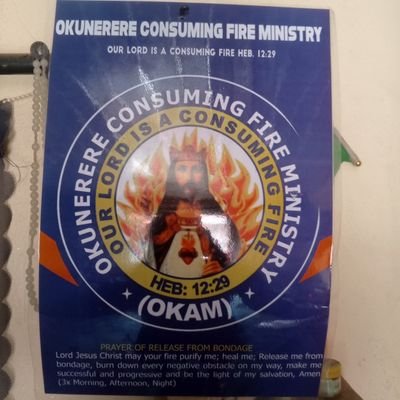 OKUNERERE CONSUMING FIRE MINISTRY
OUR LORD IS A CONSUMING FIRE HEB. 12:29
OKUNERERE CONSUMING FIRE MINISTRY
OUR LORD IS A CONSUMING FIRE
HEB: 12:29
(OKAM)
PRAYER OF RELEASE FROM BONDAGE
Lord Jesus Christ may your fire purify me; heal me; Release me from
bondage, burn down every negative obstacle on my way, make me
successful and progressive and be the light of my salvation, Amen
(3x Morning, Afternoon, Night)